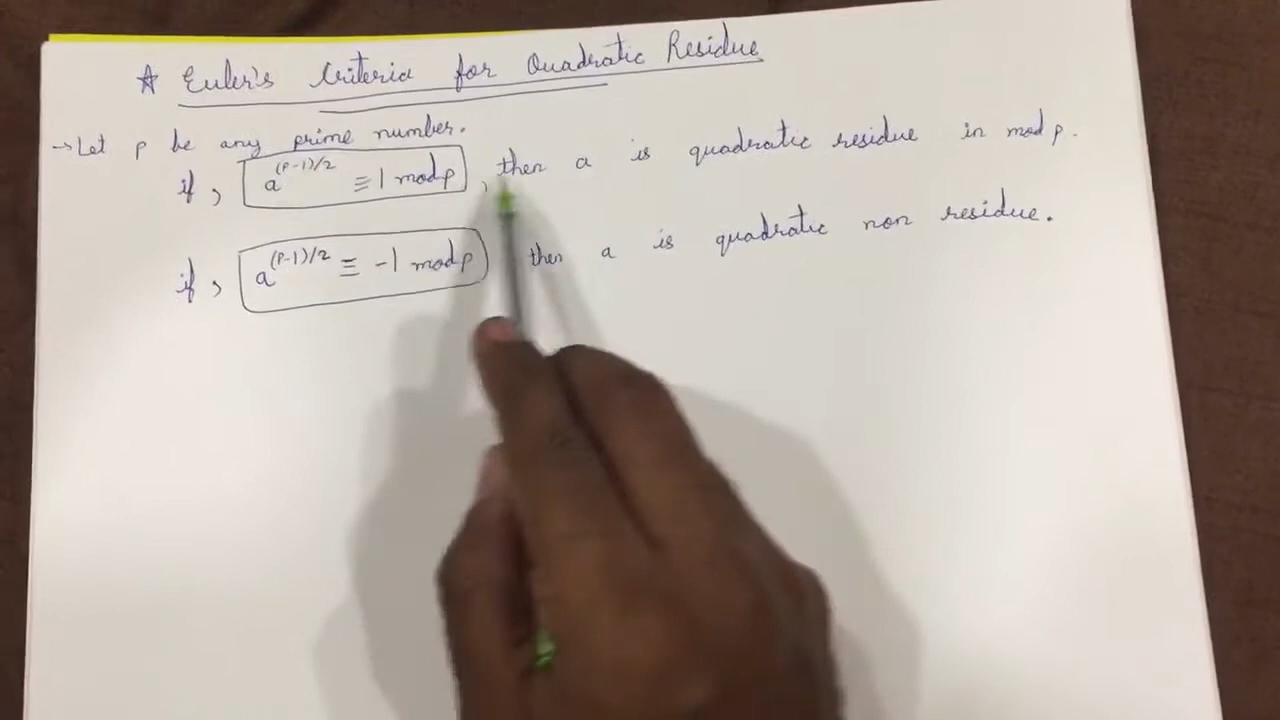 ☆ Euler's Criteria for Quadratic Residue
→ Let p be any prime number.
if, a^(P-1)/2 ≡ 1 mod p, then a is quadratic residue in mod p.
if, a^(P-1)/2 ≡ -1 mod p then a is quadratic non residue.